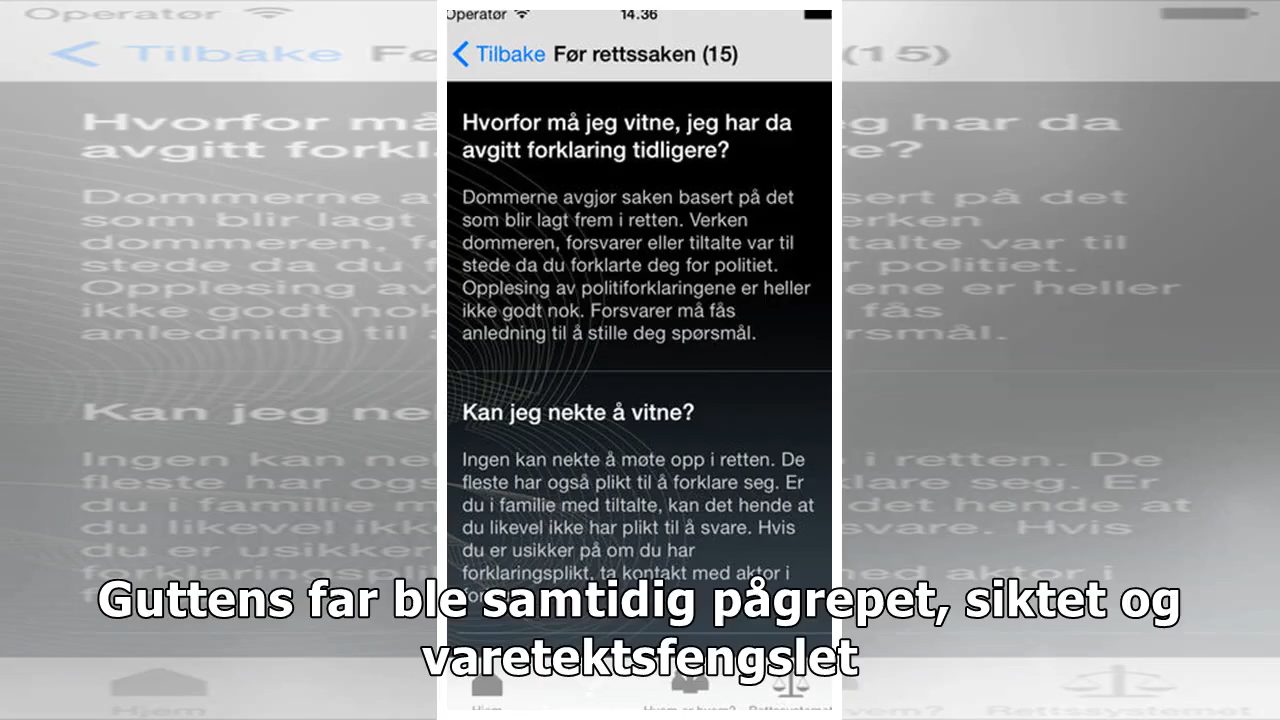 Operatør
14.36
Tilbake Før rettssaken (15)
Hvorfor må jeg vitne, jeg har da
avgitt forklaring tidligere?
Dommerne avgjør saken basert på det
som blir lagt frem i retten. Verken
dommeren, forsvarer eller tiltalte var til
stede da du forklarte deg for politiet.
Opplesing av politiforklaringene er heller
ikke godt nok. Forsvarer må fås
anledning til å stille deg spørsmål.
Kan jeg nekte å vitne?
Ingen kan nekte å møte opp i retten. De
fleste har også plikt til å forklare seg. Er
du i familie med tiltalte, kan det hende at
du likevel ikke har plikt til å svare. Hvis
du er usikker på om du har
forklaringsplikt, ta kontakt med aktor i
Guttens far ble samtidig pågrepet, siktet og
varetektsfengslet
Hjem Hvem er hvem? Rettssystemet